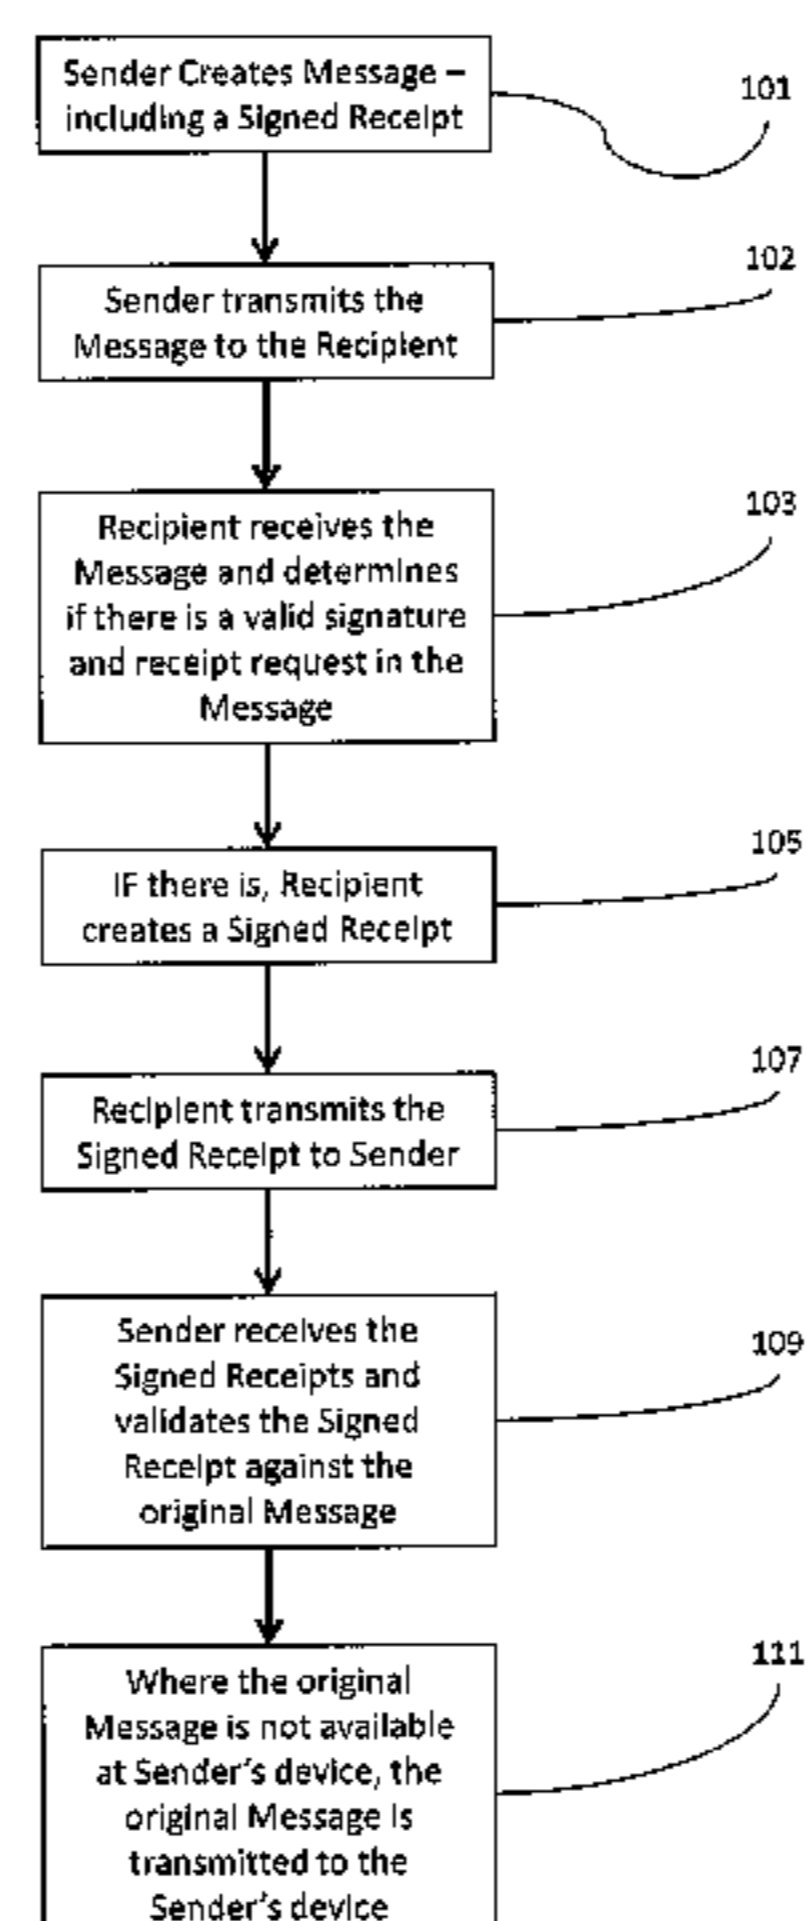 Sender Creates Message –
including a Signed Receipt
101
Sender transmits the
Message to the Recipient
102
Recipient receives the
Message and determines
if there is a valid signature
and receipt request in the
Message
103
IF there is, Recipient
creates a Signed Receipt
105
Recipient transmits the
Signed Receipt to Sender
107
Sender receives the
Signed Receipts and
validates the Signed
Receipt against the
original Message
109
Where the original
Message is not available
at Sender's device, the
original Message is
transmitted to the
Sender's device
111